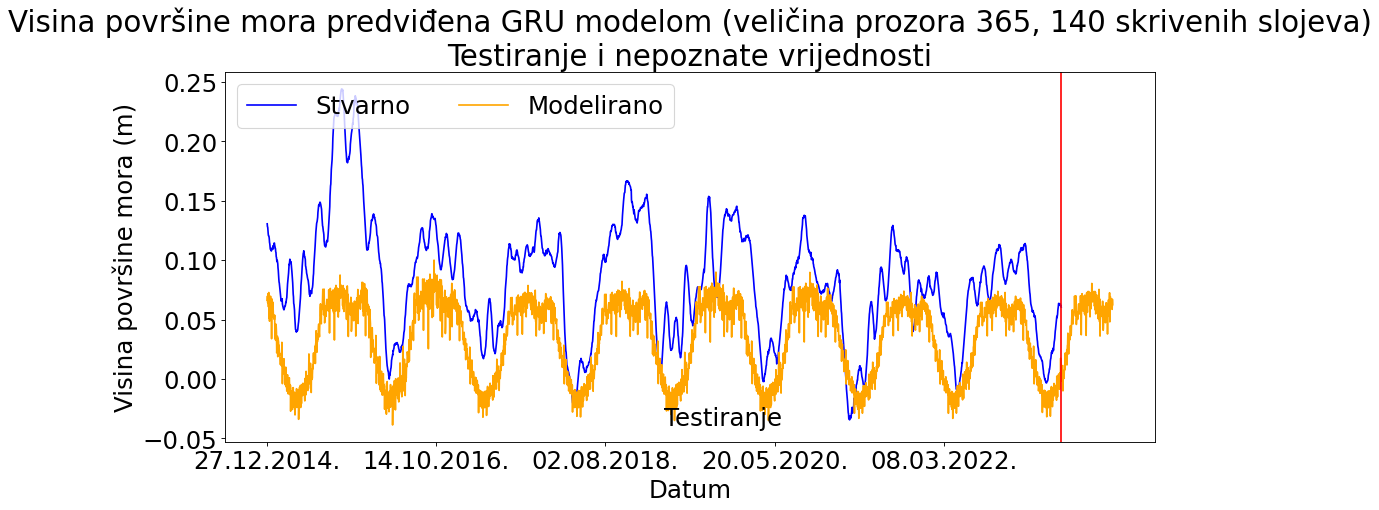 Visina površine mora predviđena GRU modelom (veličina prozora 365, 140 skrivenih slojeva)
Testiranje i nepoznate vrijednosti
Stvarno
Modelirano
Visina površine mora (m)
0.25
0.20
0.15
0.10
0.05
0.00
−0.05
Testiranje
27.12.2014.
14.10.2016.
02.08.2018.
20.05.2020.
08.03.2022.
Datum